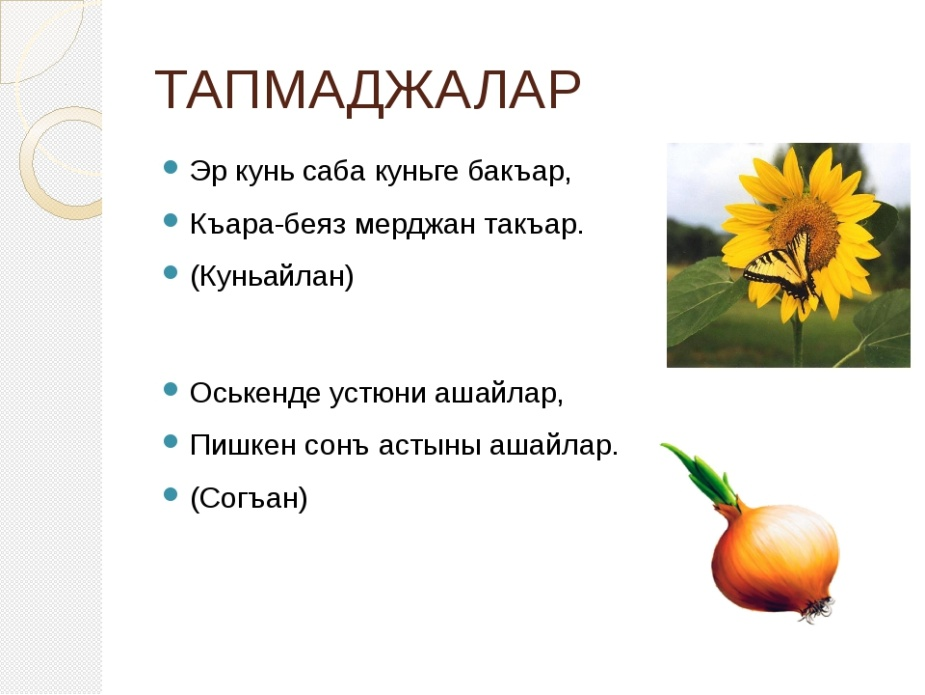 ТАПМАДЖАЛАР
Эр кунь саба куньге бакъар,
Къара-беяз мерджан такъар.
(Куньайлан)
Оськенде устюни ашайлар,
Пишкен сонъ астыны ашайлар.
(Согъан)